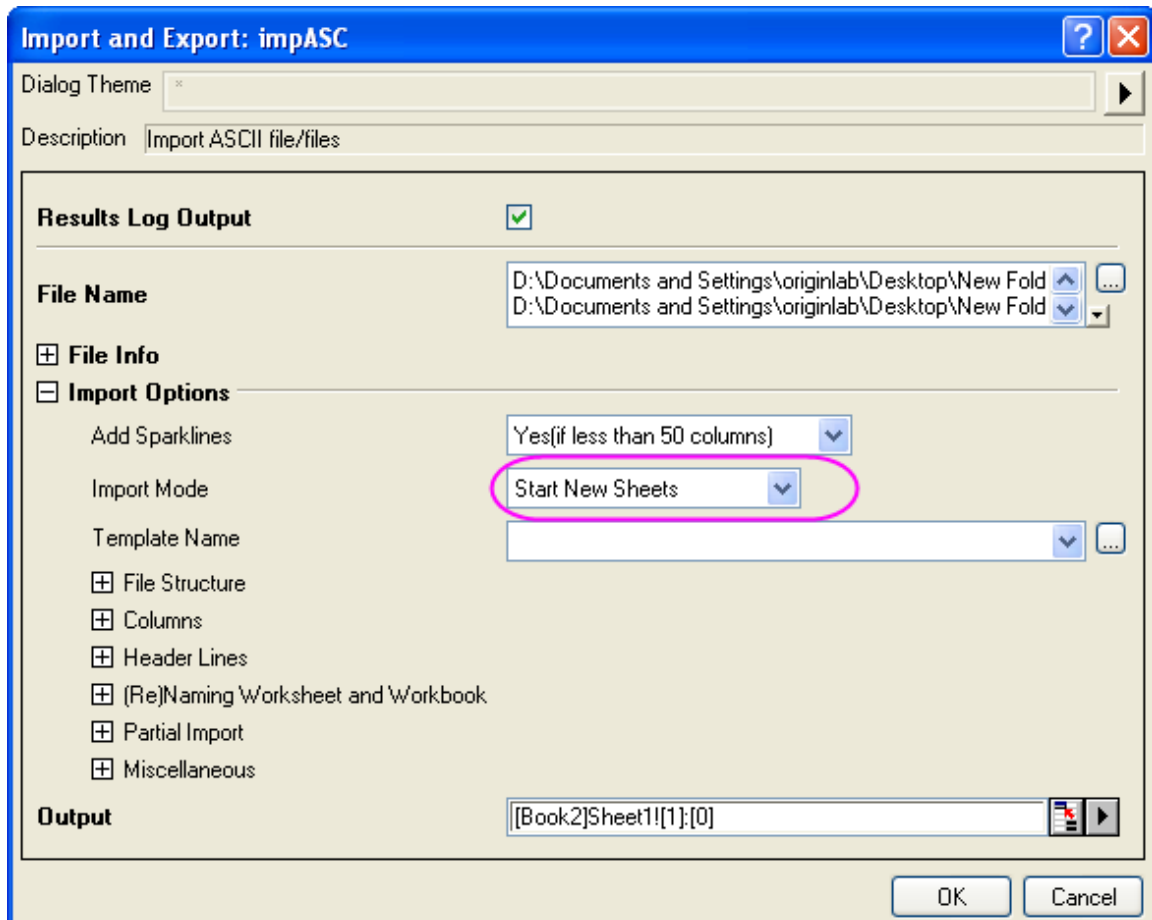 Import and Export: impASC
Dialog Theme *
Description Import ASCII file/files
Results Log Output
File Name
D:\Documents and Settings\originlab\Desktop\New Fold
D:\Documents and Settings\originlab\Desktop\New Fold
...
File Info
Import Options
Add Sparklines Yes(if less than 50 columns)
Import Mode Start New Sheets
Template Name ...
File Structure
Columns
Header Lines
(Re)Naming Worksheet and Workbook
Partial Import
Miscellaneous
Output [Book2]Sheet1![1]:[0]
OK Cancel